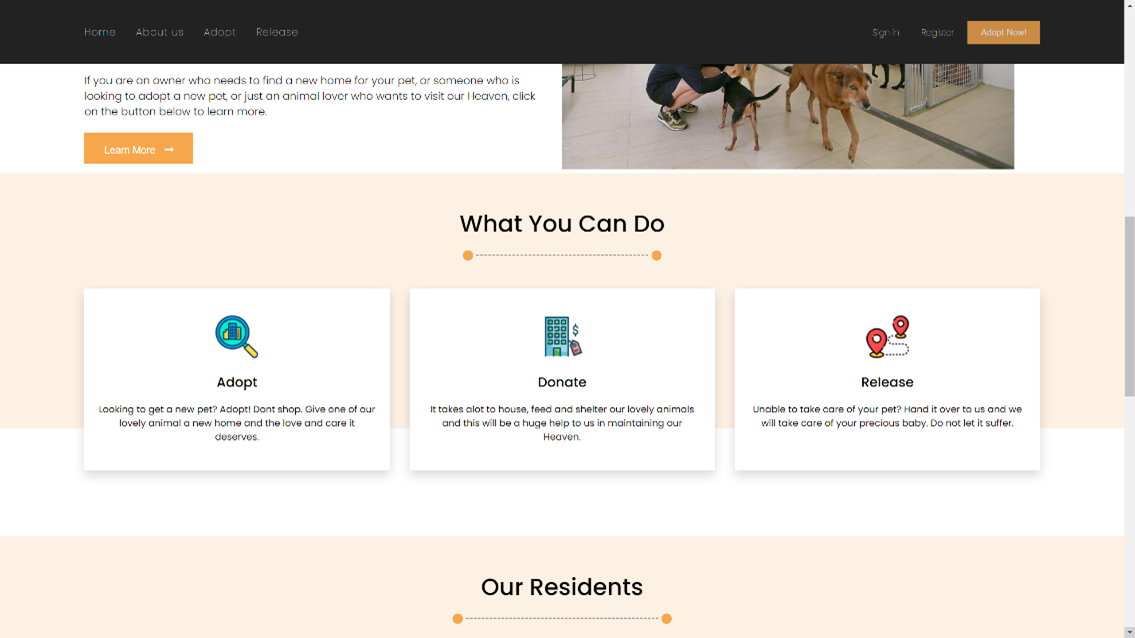 Home About us Adopt Release Sign In Register Adopt Now!
If you are an owner who needs to find a new home for your pet, or someone who is
looking to adopt a new pet, or just an animal lover who wants to visit our Heaven, click
on the button below to learn more.
Learn More →
What You Can Do
Adopt
Looking to get a new pet? Adopt! Dont shop. Give one of our
lovely animal a new home and the love and care it
deserves.
Donate
It takes alot to house, feed and shelter our lovely animals
and this will be a huge help to us in maintaining our
Heaven.
Release
Unable to take care of your pet? Hand it over to us and we
will take care of your precious baby. Do not let it suffer.
Our Residents